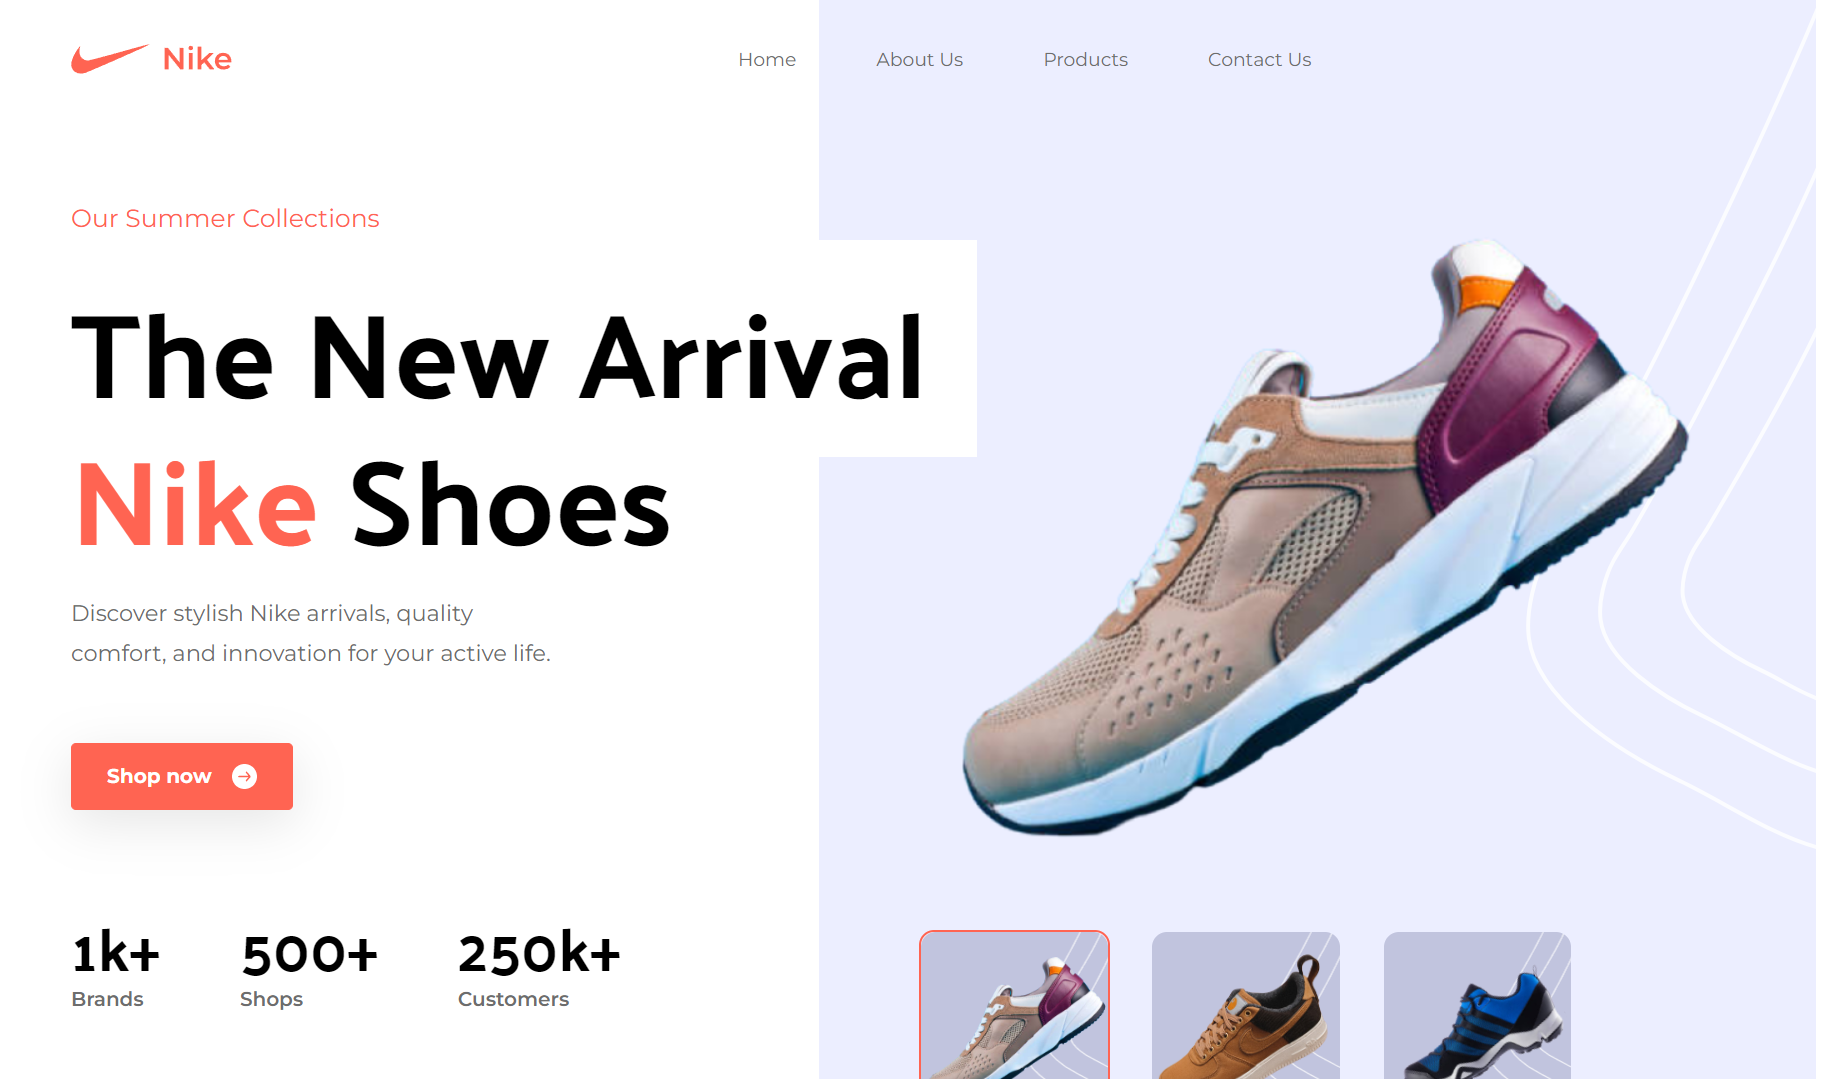 Nike
Home
About Us
Products
Contact Us
Our Summer Collections
The New Arrival
Nike Shoes
Discover stylish Nike arrivals, quality
comfort, and innovation for your active life.
Shop now
1k+
Brands
500+
Shops
250k+
Customers